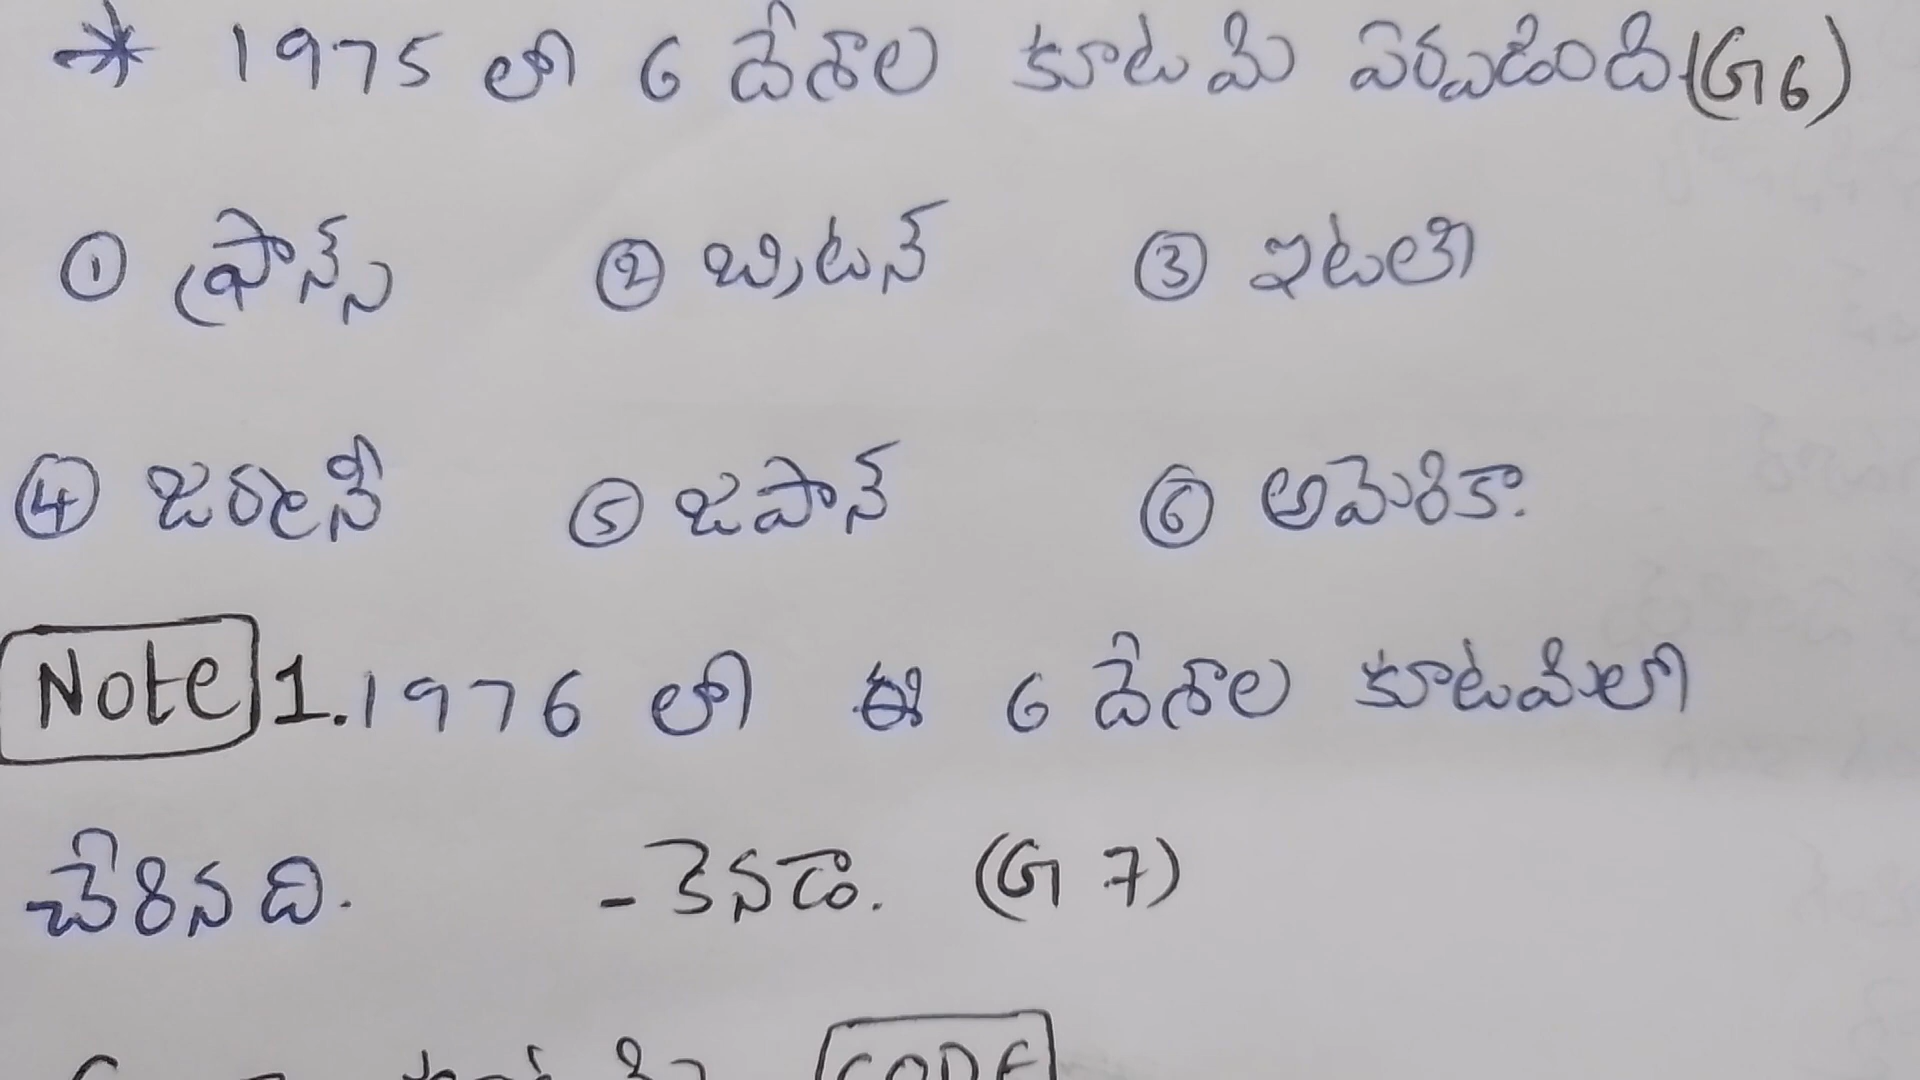 * 1975 లో 6 దేశాల కూటమి ఏర్పడింది (G6)
① ఫ్రాన్స్ ② బ్రిటన్ ③ ఇటలీ
④ జర్మనీ ⑤ జపాన్ ⑥ అమెరికా.
Note 1. 1976 లో ఈ 6 దేశాల కూటమిలో
చేరినది. - కెనడా. (G7)
CODE